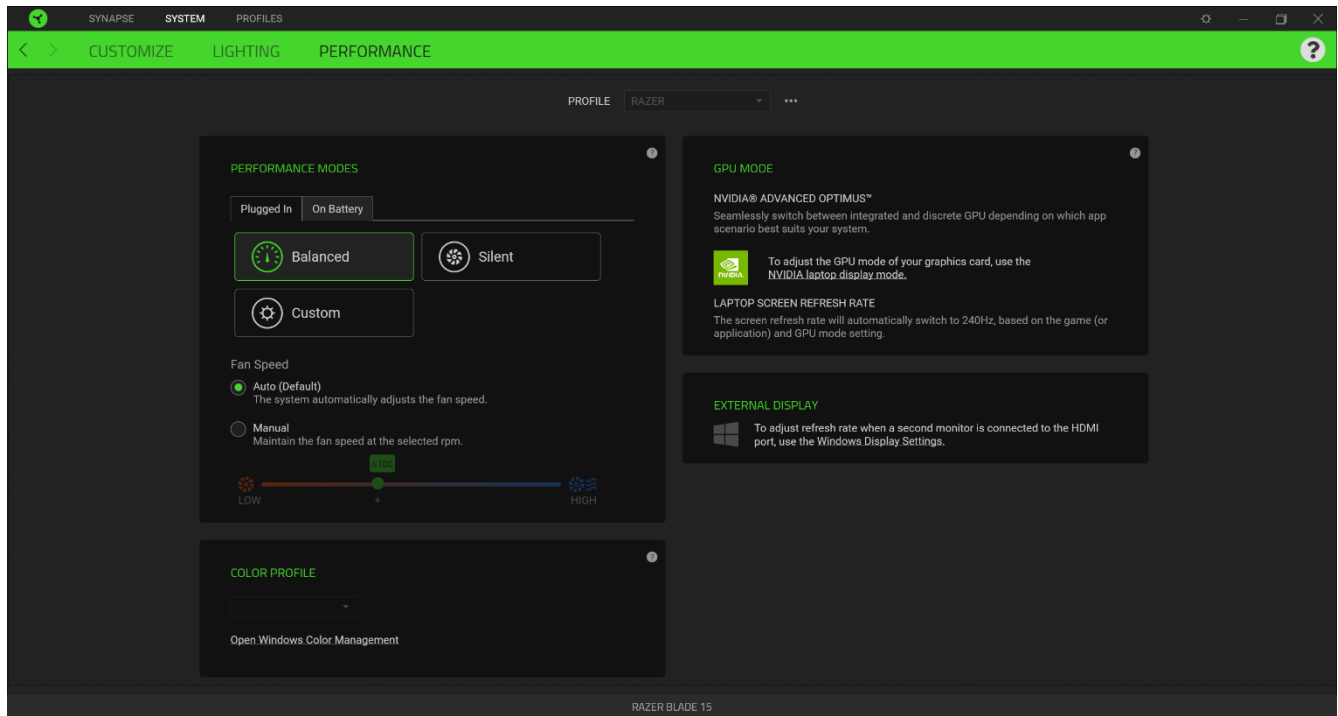 SYNAPSE SYSTEM PROFILES
CUSTOMIZE LIGHTING PERFORMANCE ?
PROFILE RAZER
PERFORMANCE MODES
?
Plugged In On Battery
Balanced Silent
Custom
Fan Speed
Auto (Default)
The system automatically adjusts the fan speed.
Manual
Maintain the fan speed at the selected rpm.
4100
LOW HIGH
COLOR PROFILE
?
Open Windows Color Management
GPU MODE
?
NVIDIA® ADVANCED OPTIMUS™
Seamlessly switch between integrated and discrete GPU depending on which app
scenario best suits your system.
NVIDIA
To adjust the GPU mode of your graphics card, use the
NVIDIA laptop display mode.
LAPTOP SCREEN REFRESH RATE
The screen refresh rate will automatically switch to 240Hz, based on the game (or
application) and GPU mode setting.
EXTERNAL DISPLAY
To adjust refresh rate when a second monitor is connected to the HDMI
port, use the Windows Display Settings.
RAZER BLADE 15